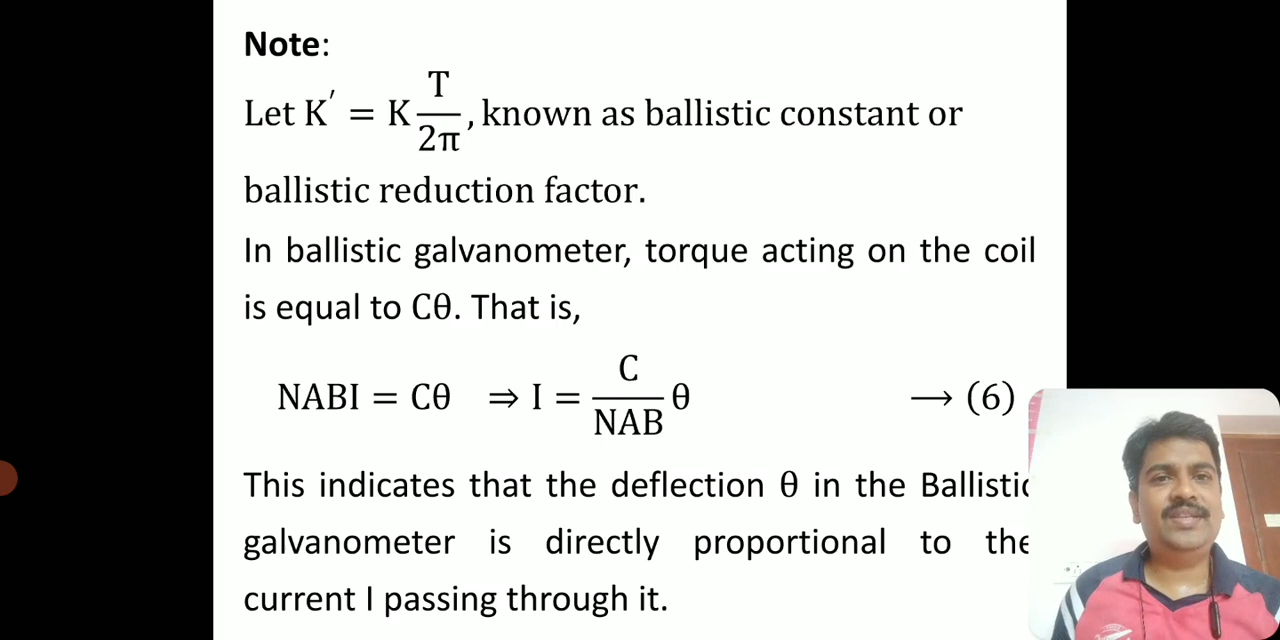 Note:
Let K′ = K T/2π, known as ballistic constant or
ballistic reduction factor.
In ballistic galvanometer, torque acting on the coil
is equal to Cθ. That is,
NABI = Cθ ⇒ I = C/NAB θ → (6)
This indicates that the deflection θ in the Ballistic
galvanometer is directly proportional to the
current I passing through it.